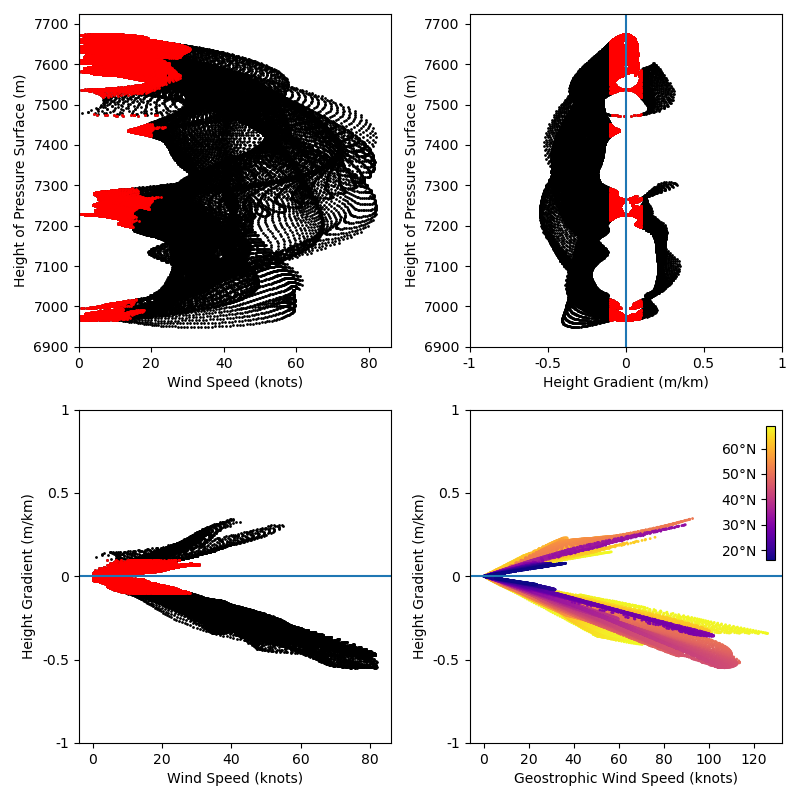 7700
7600
7500
7400
7300
7200
7100
7000
6900
Height of Pressure Surface (m)
0 20 40 60 80
Wind Speed (knots)
7700
7600
7500
7400
7300
7200
7100
7000
6900
Height of Pressure Surface (m)
-1 -0.5 0 0.5 1
Height Gradient (m/km)
1
0.5
0
-0.5
-1
Height Gradient (m/km)
0 20 40 60 80
Wind Speed (knots)
1
0.5
0
-0.5
-1
Height Gradient (m/km)
60°N
50°N
40°N
30°N
20°N
0 20 40 60 80 100 120
Geostrophic Wind Speed (knots)